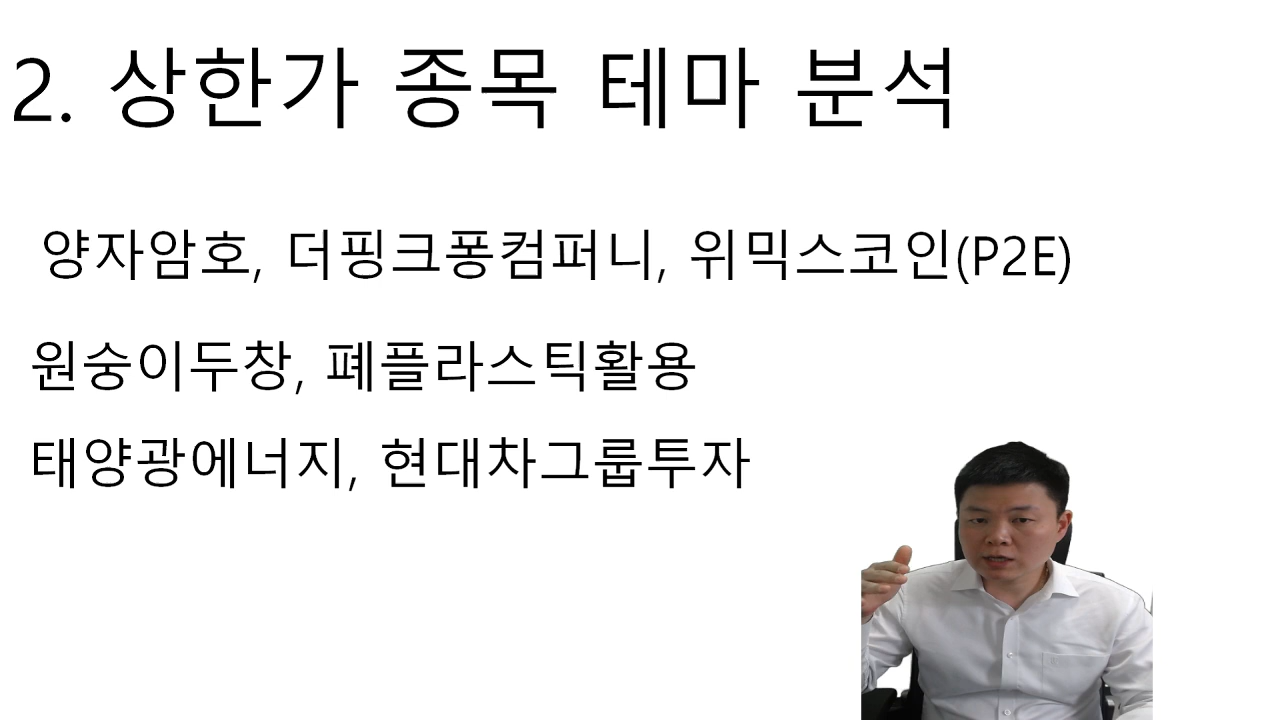 2. 상한가 종목 테마 분석
양자암호, 더핑크퐁컴퍼니, 위믹스코인(P2E)
원숭이두창, 폐플라스틱활용
태양광에너지, 현대차그룹투자